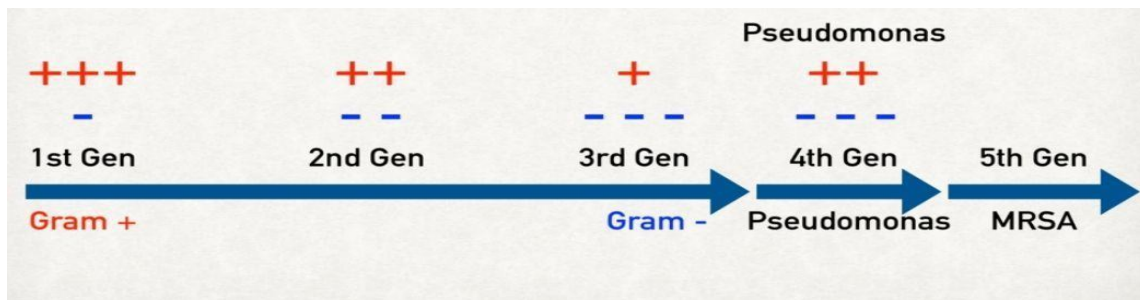 Pseudomonas
+++ ++ + ++
- -- --- ---
1st Gen 2nd Gen 3rd Gen 4th Gen 5th Gen
Gram + Gram - Pseudomonas MRSA